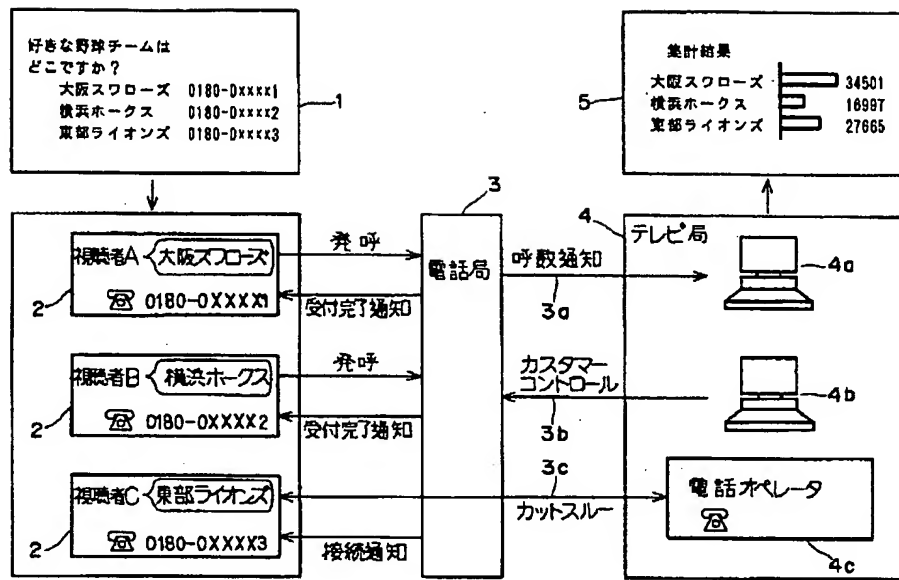 好きな野球チームは
どこですか？
大阪スワローズ 0180-0XXXX1
横浜ホークス 0180-0XXXX2
東部ライオンズ 0180-0XXXX3
1
集計結果
大阪スワローズ 34501
横浜ホークス 16997
東部ライオンズ 27665
5
視聴者A 大阪スワローズ
☎ 0180-0XXXX1
2
視聴者B 横浜ホークス
☎ 0180-0XXXX2
2
視聴者C 東部ライオンズ
☎ 0180-0XXXX3
2
発呼
受付完了通知
発呼
受付完了通知
接続通知
3
電話局
呼数通知
3a
カスタマー
コントロール
3b
3c
カットスルー
4
テレビ局
4a
4b
電話オペレータ
☎
4c